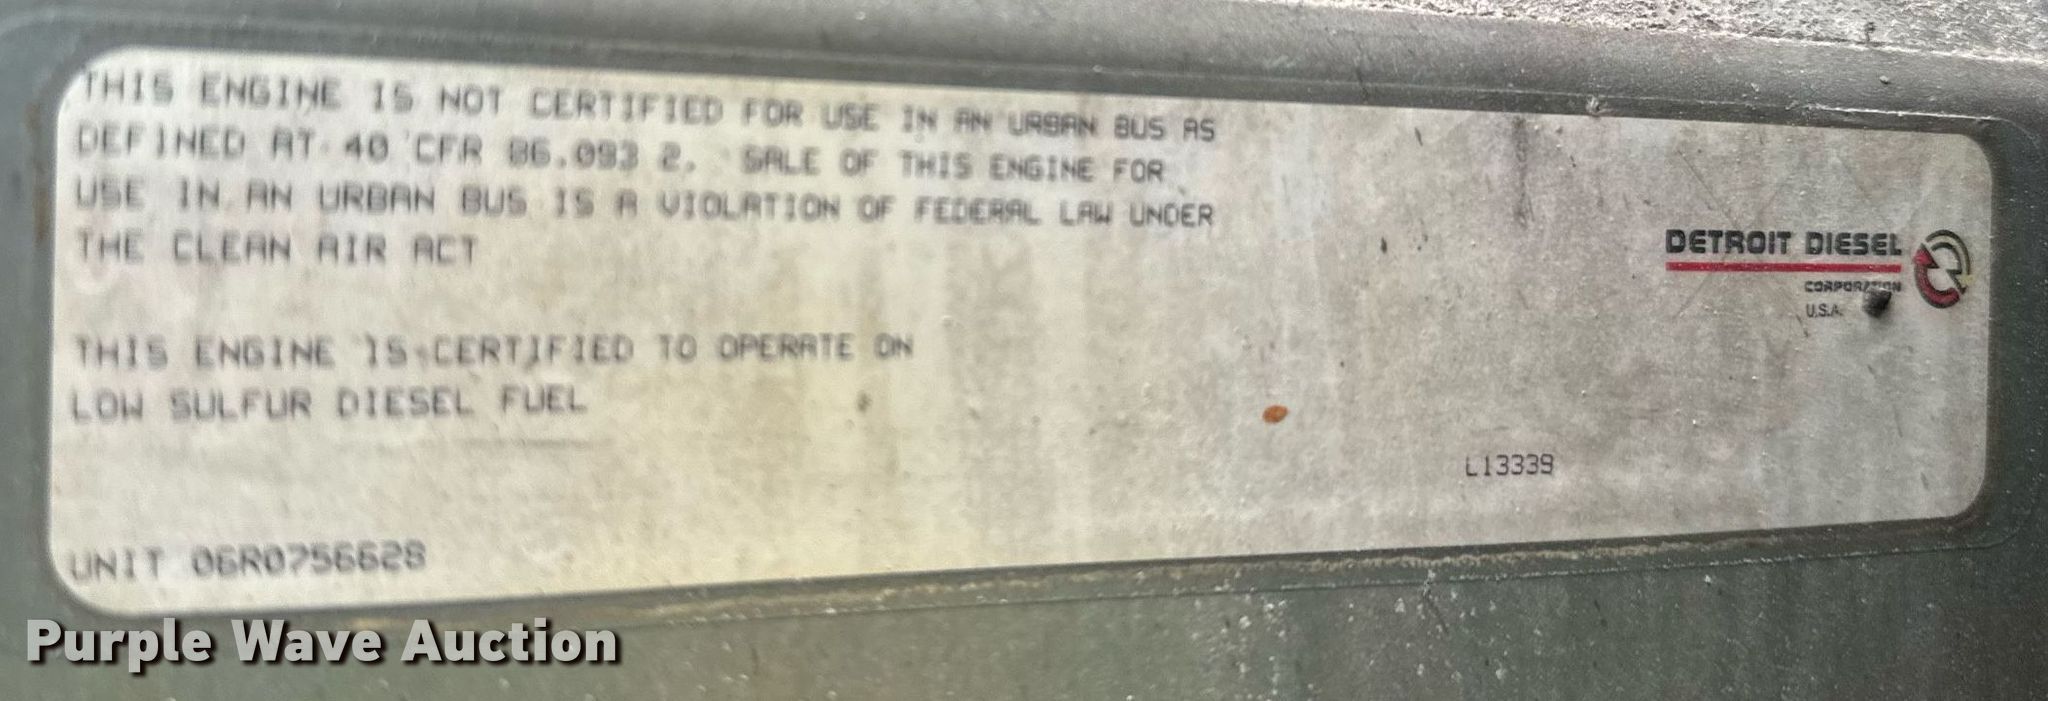 THIS ENGINE IS NOT CERTIFIED FOR USE IN AN URBAN BUS AS
DEFINED AT 40 CFR 86.093 2. SALE OF THIS ENGINE FOR
USE IN AN URBAN BUS IS A VIOLATION OF FEDERAL LAW UNDER
THE CLEAN AIR ACT
DETROIT DIESEL
CORPORATION
U.S.A.
THIS ENGINE IS CERTIFIED TO OPERATE ON
LOW SULFUR DIESEL FUEL
L13339
UNIT 06R0756628
Purple Wave Auction